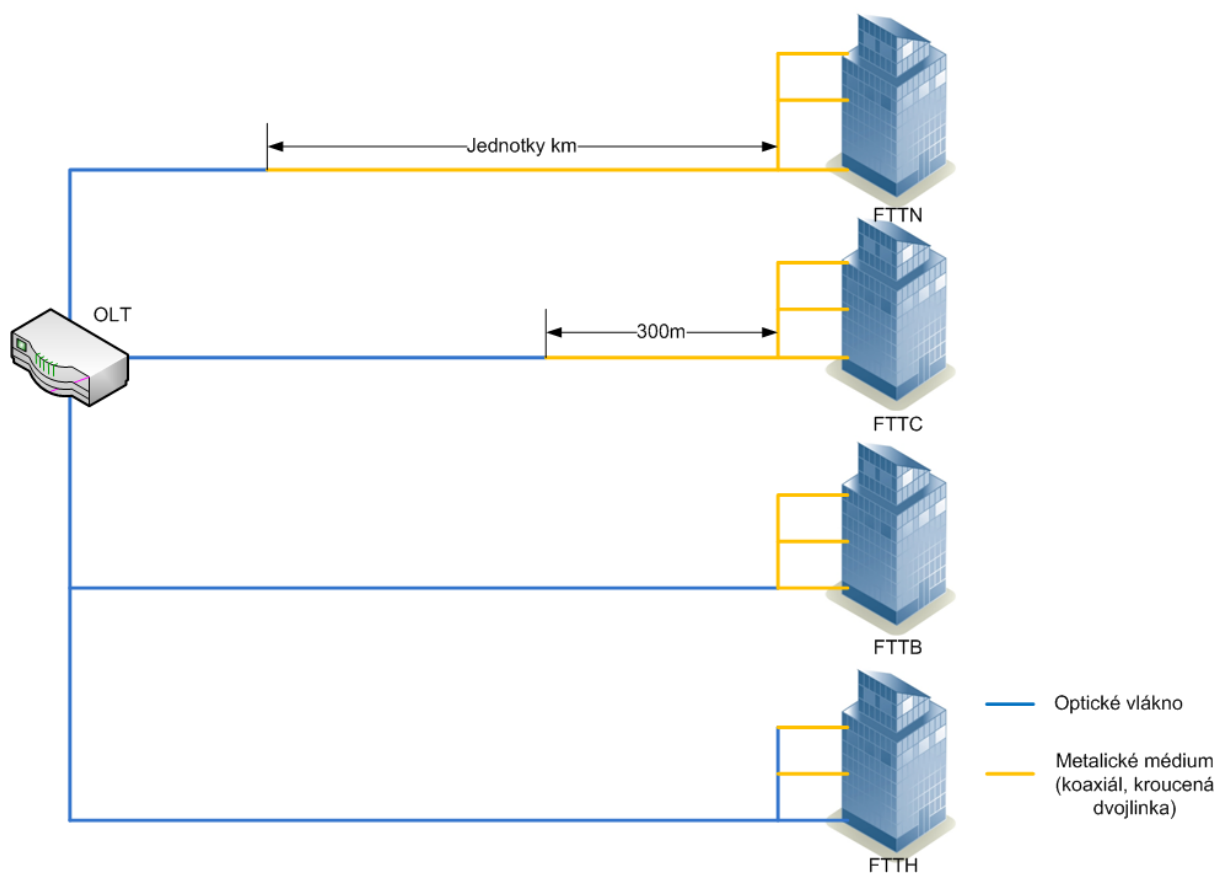 Jednotky km
FTTN
OLT
300m
FTTC
FTTB
Optické vlákno
Metalické médium
(koaxiál, kroucená
dvojlinka)
FTTH